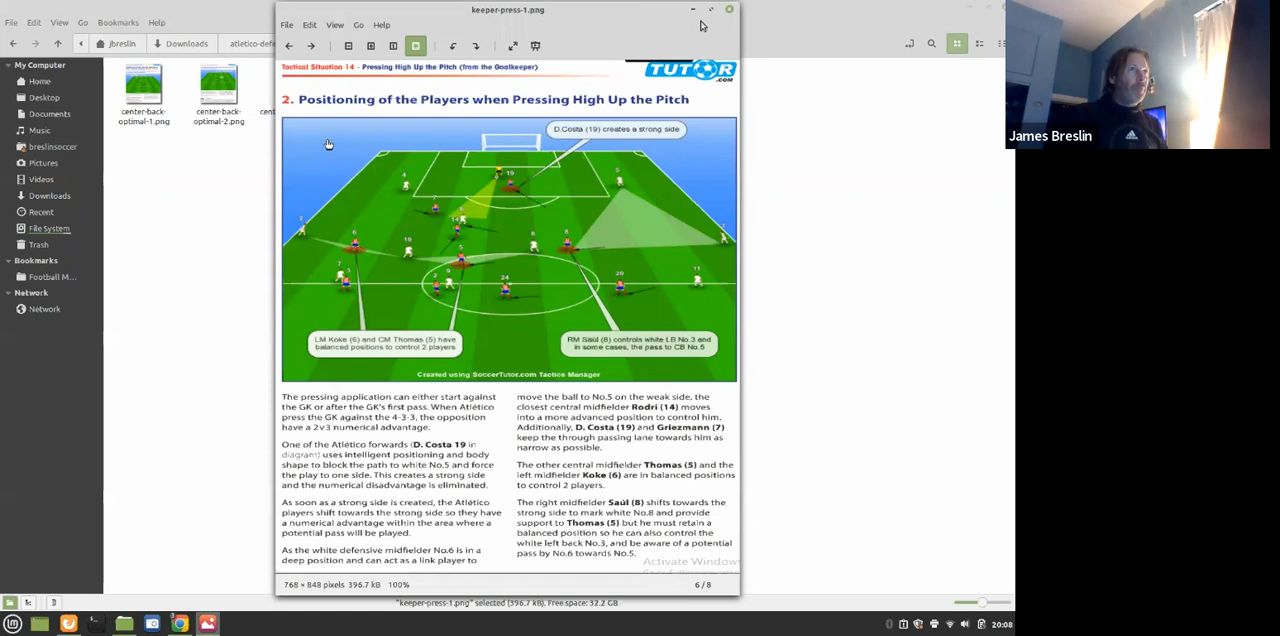 keeper-press-1.png
File Edit View Go Help
File Edit View Go Bookmarks Help
jbreslin Downloads atletico-defe
My Computer
Home
Desktop
Documents
Music
breslinsoccer
Pictures
Videos
Downloads
Recent
File System
Trash
Bookmarks
Football M...
Network
Network
center-back-optimal-1.png
center-back-optimal-2.png
James Breslin
Tactical Situation 14 - Pressing High Up the Pitch (from the Goalkeeper)
TUTOR
.COM
2. Positioning of the Players when Pressing High Up the Pitch
D.Costa (19) creates a strong side
LM Koke (6) and CM Thomas (5) have
balanced positions to control 2 players
RM Saúl (8) controls white LB No.3 and
in some cases, the pass to CB No.5
Created using SoccerTutor.com Tactics Manager
The pressing application can either start against
the GK or after the GK's first pass. When Atlético
press the GK against the 4-3-3, the opposition
have a 2v3 numerical advantage.
One of the Atlético forwards (D. Costa 19 in
diagram) uses intelligent positioning and body
shape to block the path to white No.5 and force
the play to one side. This creates a strong side
and the numerical disadvantage is eliminated.
As soon as a strong side is created, the Atlético
players shift towards the strong side so they have
a numerical advantage within the area where a
potential pass will be played.
As the white defensive midfielder No.6 is in a
deep position and can act as a link player to
move the ball to No.5 on the weak side, the
closest central midfielder Rodri (14) moves
into a more advanced position to control him.
Additionally, D. Costa (19) and Griezmann (7)
keep the through passing lane towards him as
narrow as possible.
The other central midfielder Thomas (5) and the
left midfielder Koke (6) are in balanced positions
to control 2 players.
The right midfielder Saúl (8) shifts towards the
strong side to mark white No.8 and provide
support to Thomas (5) but he must retain a
balanced position so he can also control the
white left back No.3, and be aware of a potential
pass by No.6 towards No.5.
Activate Window
768 × 848 pixels 396.7 kB 100%
6 / 8
"keeper-press-1.png" selected (396.7 kB), Free space: 32.2 GB
20:08